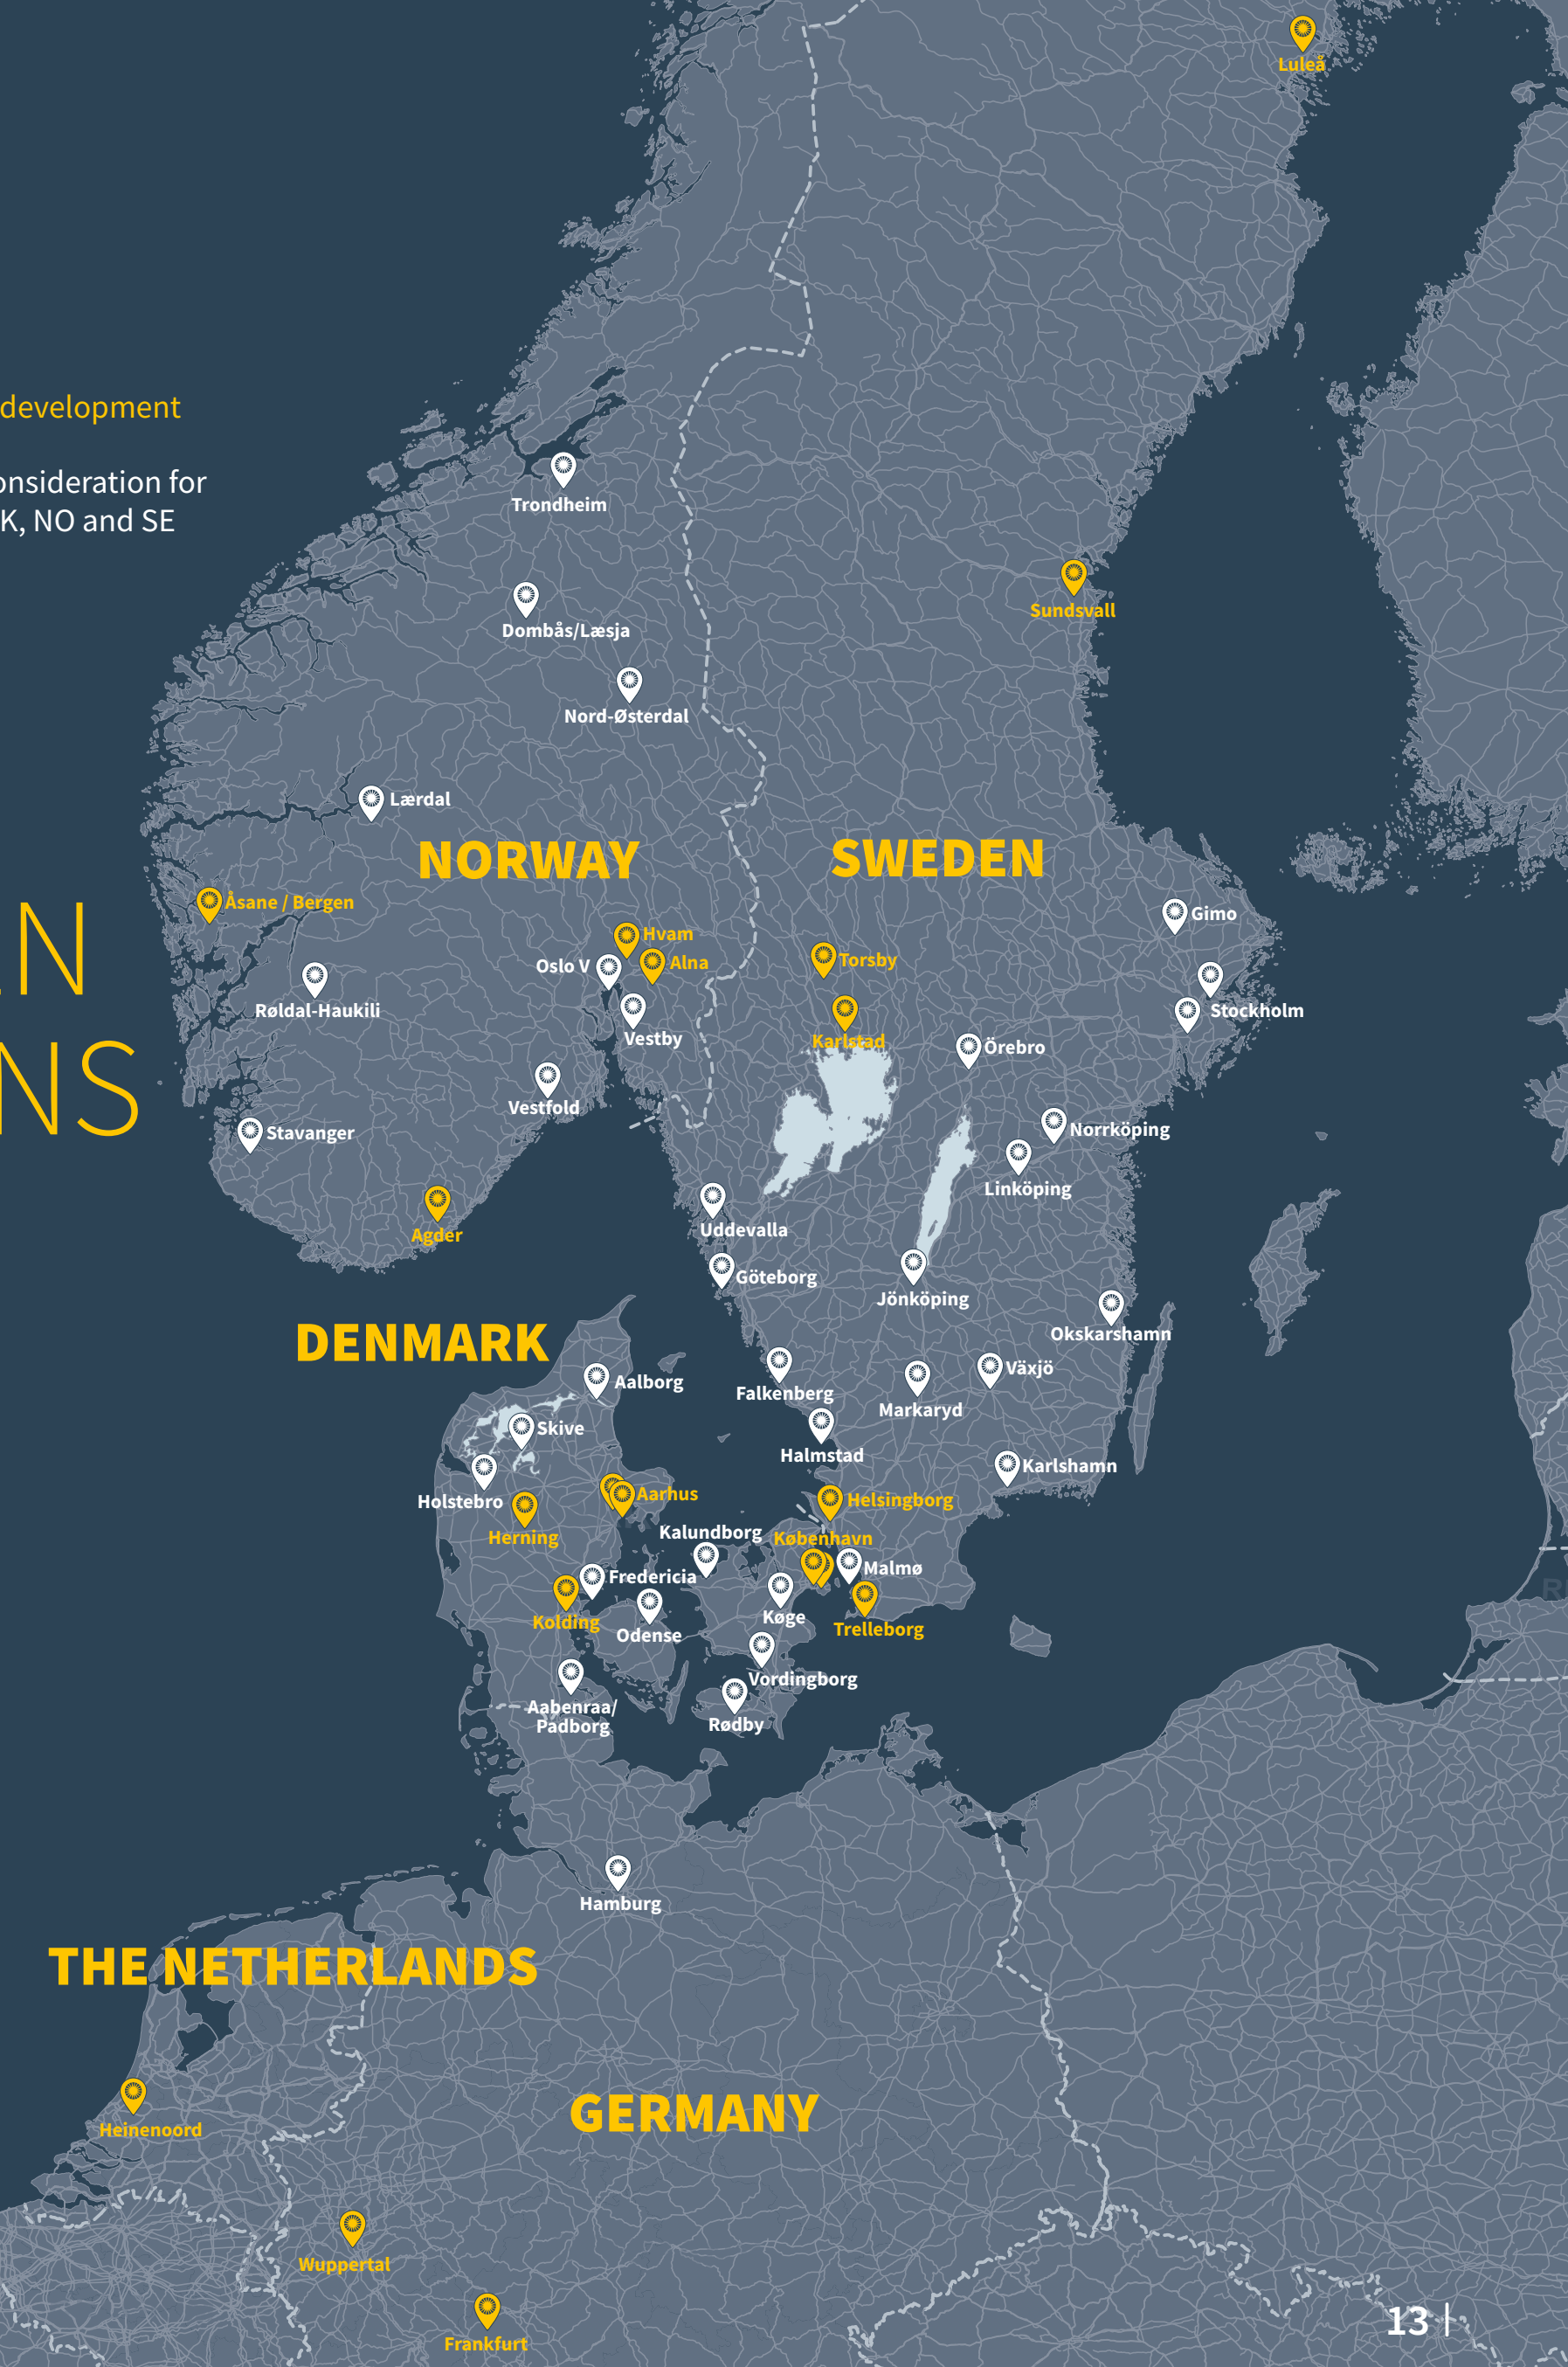 Luleå
development
onsideration for
K, NO and SE
Trondheim
Sundsvall
Dombås/Læsja
Nord-Østerdal
Lærdal
NORWAY
SWEDEN
Åsane / Bergen
EN
NS
Gimo
Hvam
Oslo V
Alna
Torsby
Røldal-Haukili
Stockholm
Vestby
Karlstad
Örebro
Vestfold
Stavanger
Norrköping
Linköping
Agder
Uddevalla
Göteborg
Jönköping
DENMARK
Okskarshamn
Aalborg
Falkenberg
Växjö
Markaryd
Skive
Halmstad
Karlshamn
Holstebro
Aarhus
Helsingborg
Herning
Kalundborg
København
Fredericia
Malmø
Kolding
Odense
Køge
Trelleborg
Vordingborg
Aabenraa/
Padborg
Rødby
Hamburg
THE NETHERLANDS
GERMANY
Heinenoord
Wuppertal
Frankfurt
13 |